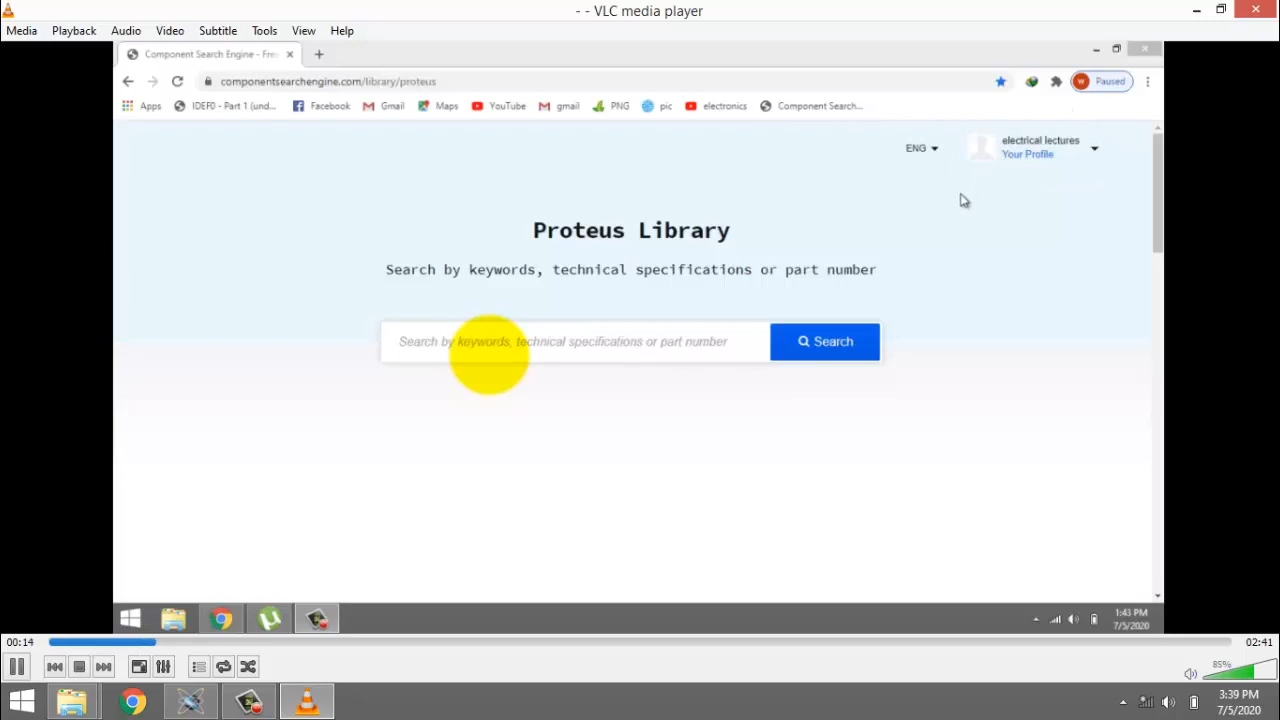 - - VLC media player
Media Playback Audio Video Subtitle Tools View Help
Component Search Engine - Fre
componentsearchengine.com/library/proteus
W Paused
Apps IDEF0 - Part 1 (und... Facebook Gmail Maps YouTube gmail PNG pic electronics Component Search...
ENG
electrical lectures
Your Profile
Proteus Library
Search by keywords, technical specifications or part number
Search by keywords, technical specifications or part number
Search
1:43 PM
7/5/2020
00:14
02:41
85%
3:39 PM
7/5/2020